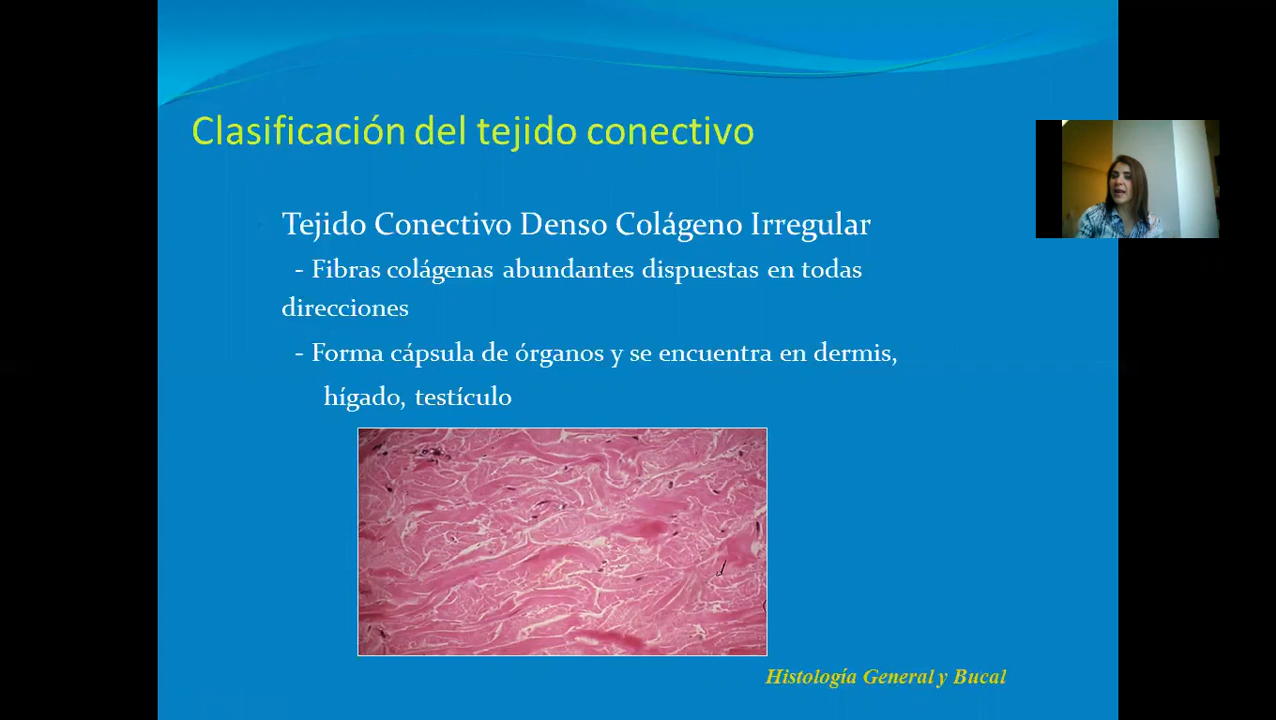 Clasificación del tejido conectivo
Tejido Conectivo Denso Colágeno Irregular
- Fibras colágenas abundantes dispuestas en todas
direcciones
- Forma cápsula de órganos y se encuentra en dermis,
hígado, testículo
Histología General y Bucal